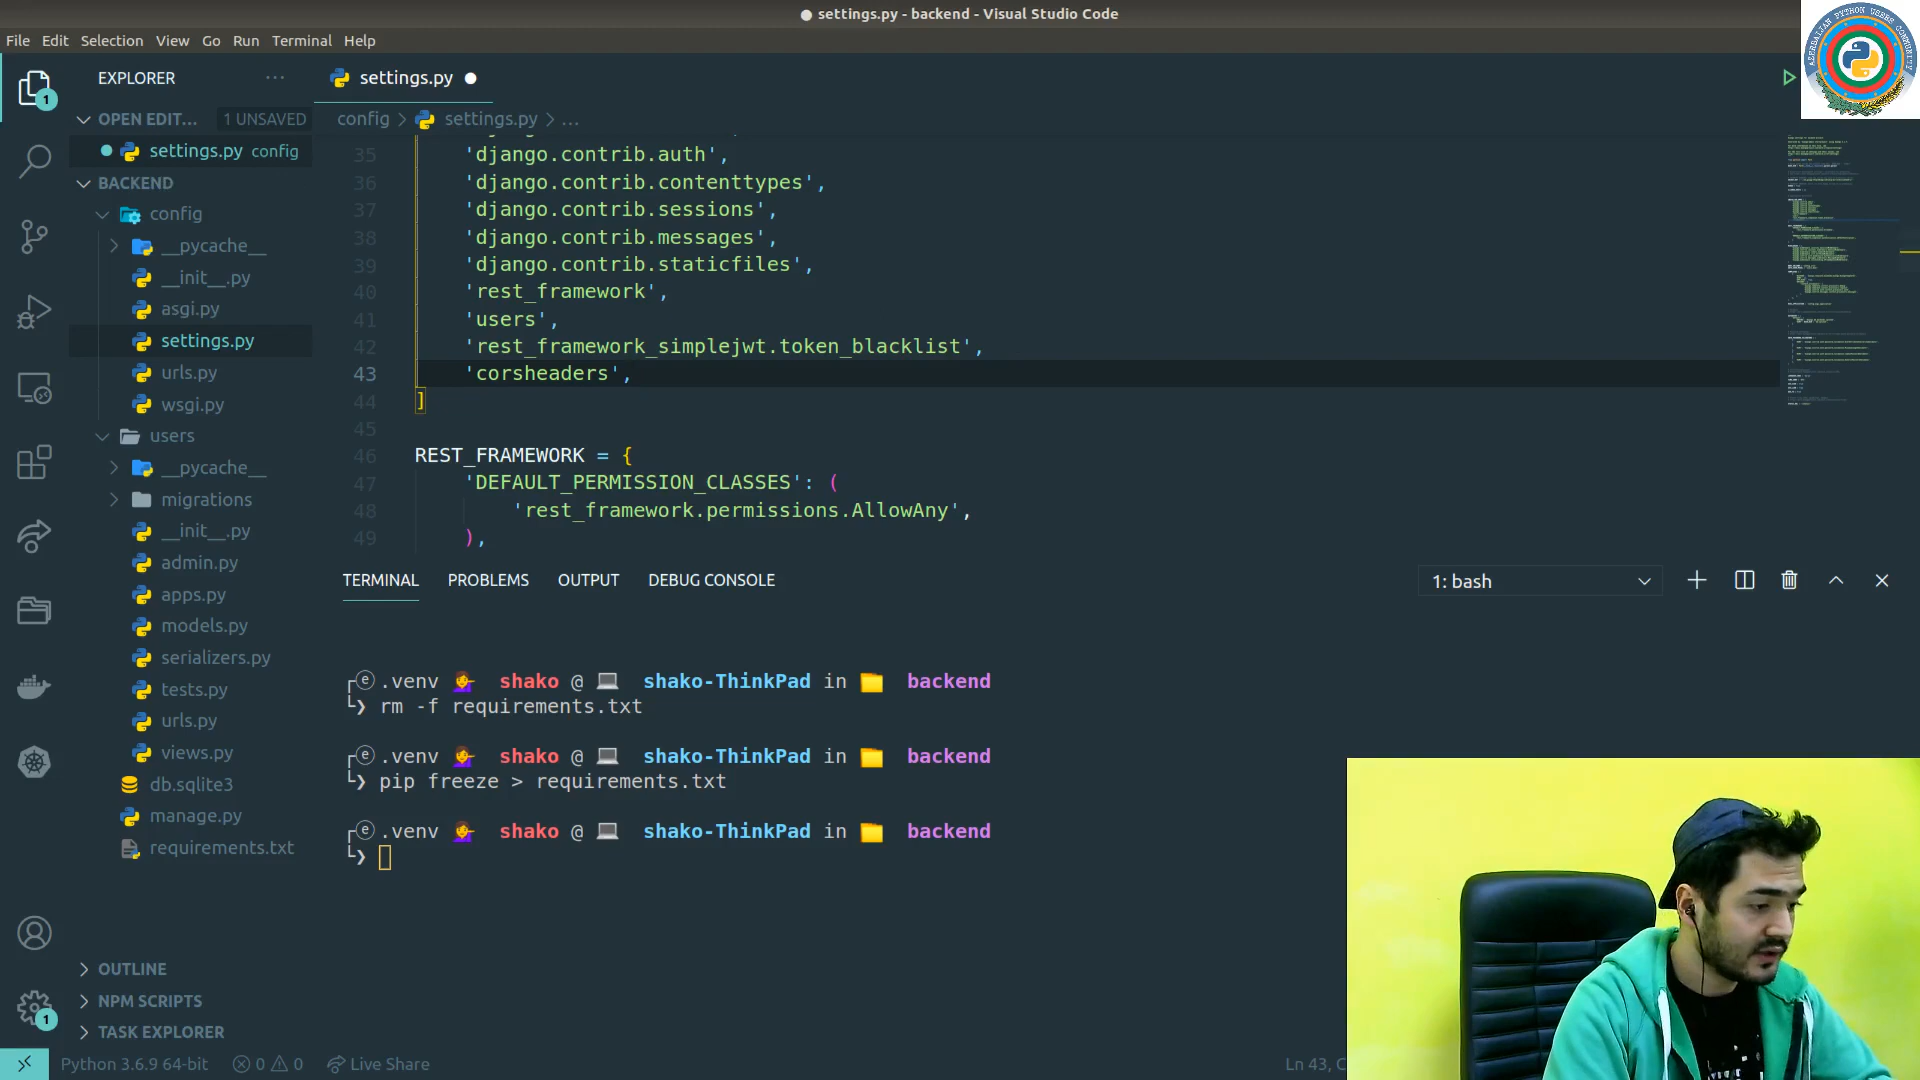 settings.py - backend - Visual Studio Code
File Edit Selection View Go Run Terminal Help
AZERBAIJAN PYTHON USERS COMMUNITY
EXPLORER
settings.py
OPEN EDIT... 1 UNSAVED
settings.py config
BACKEND
config
__pycache__
__init__.py
asgi.py
settings.py
urls.py
wsgi.py
users
__pycache__
migrations
__init__.py
admin.py
apps.py
models.py
serializers.py
tests.py
urls.py
views.py
db.sqlite3
manage.py
requirements.txt
OUTLINE
NPM SCRIPTS
TASK EXPLORER
config > settings.py > ...
35 'django.contrib.auth',
36 'django.contrib.contenttypes',
37 'django.contrib.sessions',
38 'django.contrib.messages',
39 'django.contrib.staticfiles',
40 'rest_framework',
41 'users',
42 'rest_framework_simplejwt.token_blacklist',
43 'corsheaders',
44 ]
45
46 REST_FRAMEWORK = {
47 'DEFAULT_PERMISSION_CLASSES': (
48 'rest_framework.permissions.AllowAny',
49 ),
TERMINAL PROBLEMS OUTPUT DEBUG CONSOLE
1: bash
.venv shako @ shako-ThinkPad in backend
rm -f requirements.txt
.venv shako @ shako-ThinkPad in backend
pip freeze > requirements.txt
.venv shako @ shako-ThinkPad in backend
1
1
Python 3.6.9 64-bit 0 0 Live Share
Ln 43, C